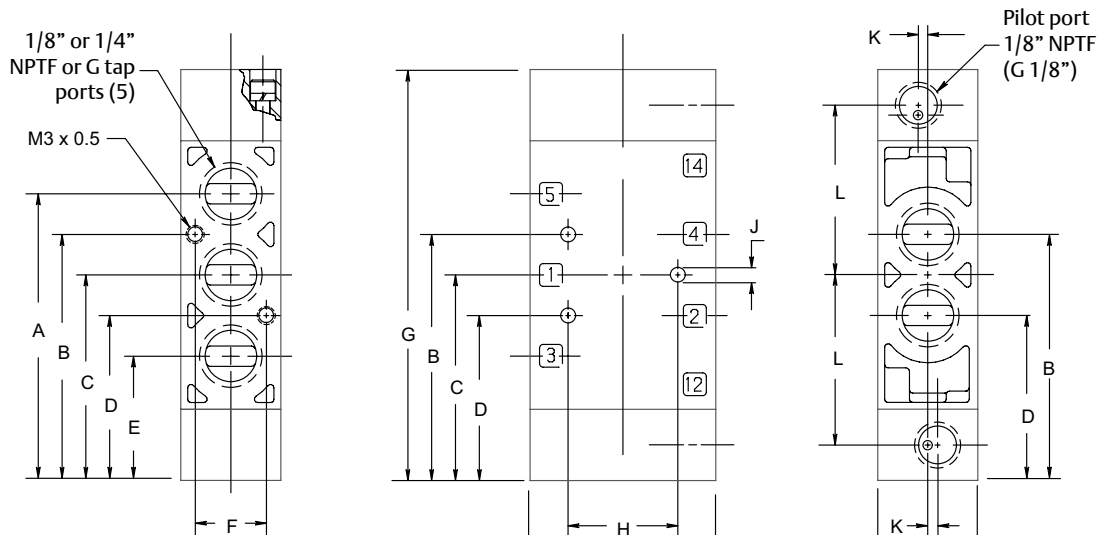 1/8” or 1/4”
NPTF or G tap
ports (5)
M3 x 0.5
A
B
C
D
E
F
G
B
C
D
H
J
5
1
3
14
4
2
12
K
Pilot port
1/8” NPTF
(G 1/8”)
L
L
B
D
K